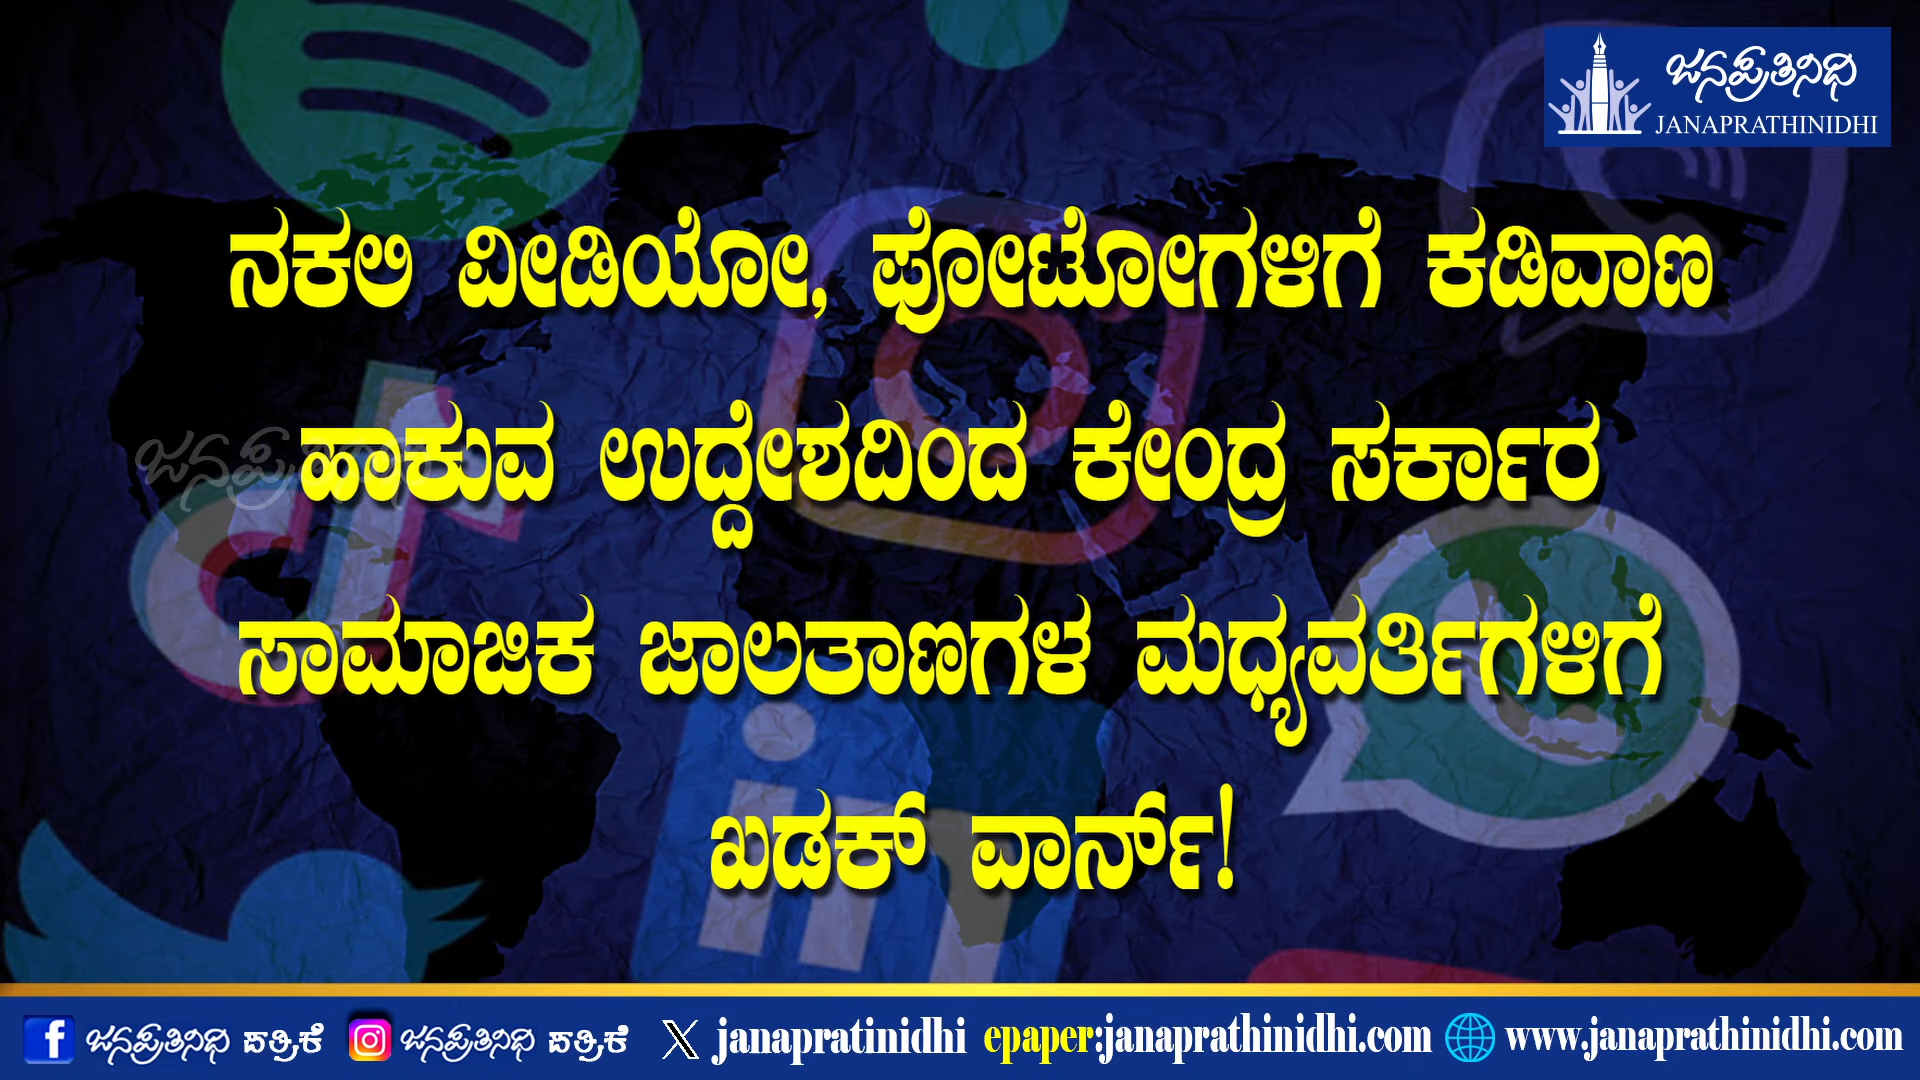 ಜನಪ್ರತಿನಿಧಿ
JANAPRATHINIDHI
ನಕಲಿ ವೀಡಿಯೋ, ಫೋಟೋಗಳಿಗೆ ಕಡಿವಾಣ
ಹಾಕುವ ಉದ್ದೇಶದಿಂದ ಕೇಂದ್ರ ಸರ್ಕಾರ
ಸಾಮಾಜಿಕ ಜಾಲತಾಣಗಳ ಮಧ್ಯವರ್ತಿಗಳಿಗೆ
ಖಡಕ್ ವಾರ್ನ್!
ಜನಪ್ರತಿನಿಧಿ ಪತ್ರಿಕೆ ಜನಪ್ರತಿನಿಧಿ ಪತ್ರಿಕೆ janapratinidhi epaper:janaprathinidhi.com www.janaprathinidhi.com